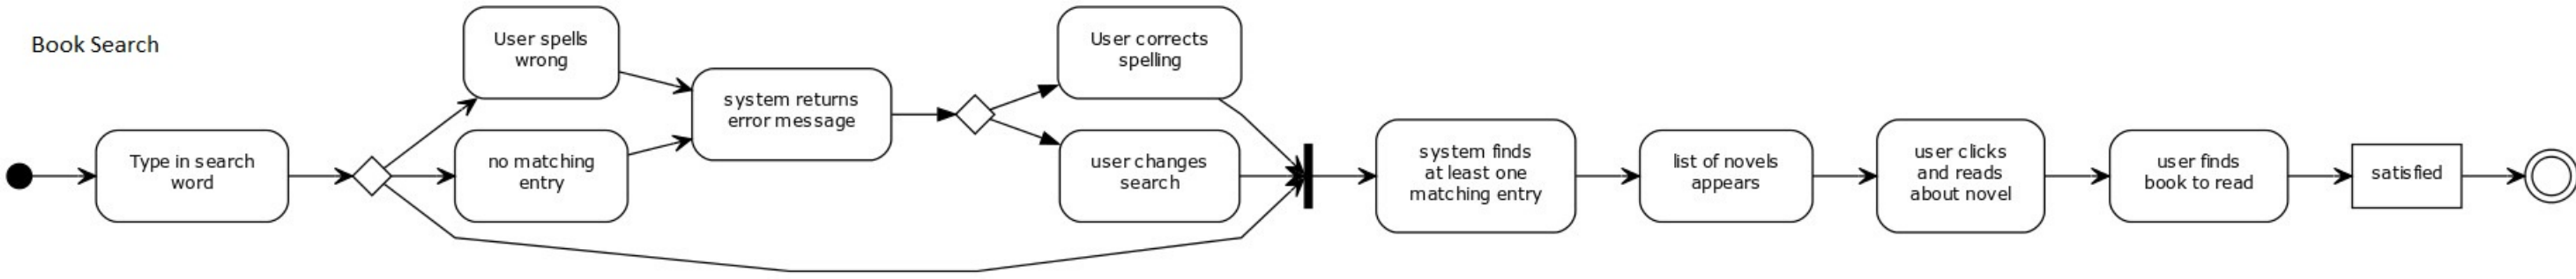 Book Search
Type in search
word
User spells
wrong
no matching
entry
system returns
error message
User corrects
spelling
user changes
search
system finds
at least one
matching entry
list of novels
appears
user clicks
and reads
about novel
user finds
book to read
satisfied